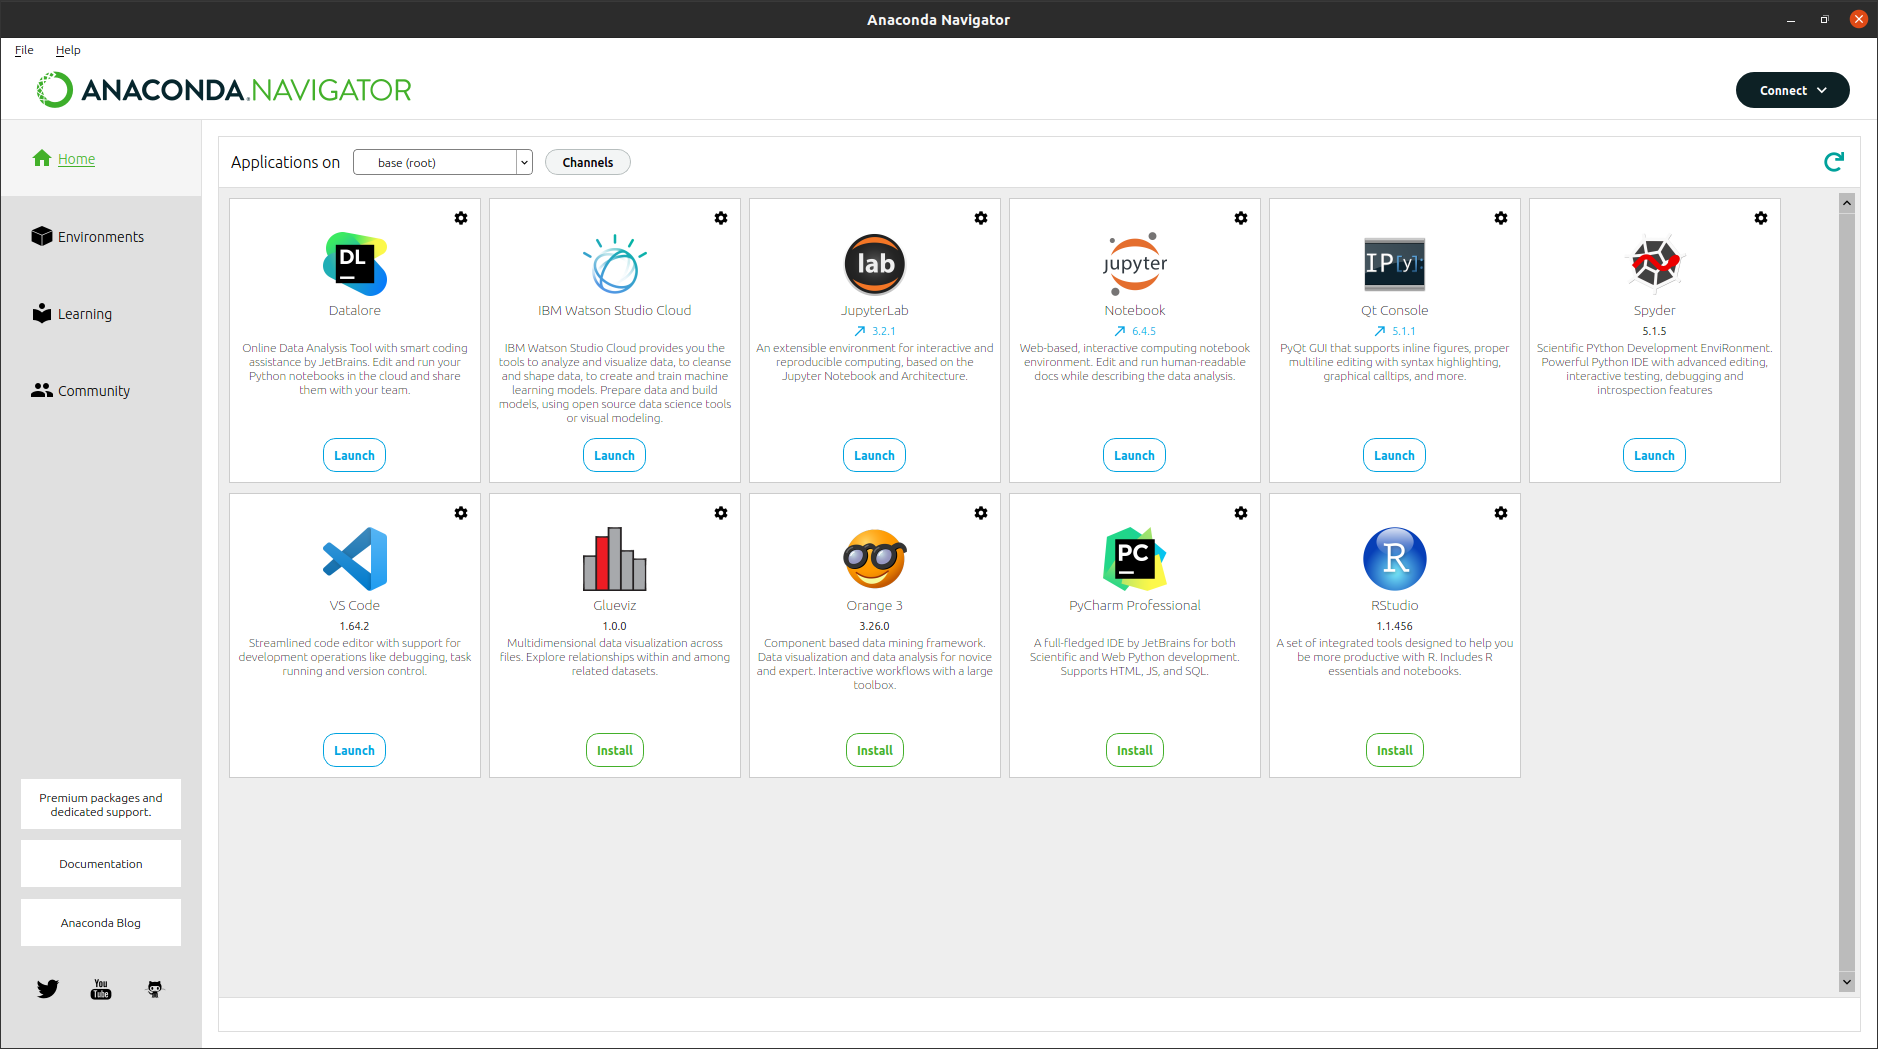 Anaconda Navigator
File Help
ANACONDA.NAVIGATOR
Connect
Home
Environments
Learning
Community
Premium packages and
dedicated support.
Documentation
Anaconda Blog
You
Tube
Applications on base (root) Channels
DL
Datalore
Online Data Analysis Tool with smart coding
assistance by JetBrains. Edit and run your
Python notebooks in the cloud and share
them with your team.
Launch
IBM Watson Studio Cloud
IBM Watson Studio Cloud provides you the
tools to analyze and visualize data, to cleanse
and shape data, to create and train machine
learning models. Prepare data and build
models, using open source data science tools
or visual modeling.
Launch
lab
JupyterLab
3.2.1
An extensible environment for interactive and
reproducible computing, based on the
Jupyter Notebook and Architecture.
Launch
jupyter
Notebook
6.4.5
Web-based, interactive computing notebook
environment. Edit and run human-readable
docs while describing the data analysis.
Launch
IP[y]:
Qt Console
5.1.1
PyQt GUI that supports inline figures, proper
multiline editing with syntax highlighting,
graphical calltips, and more.
Launch
Spyder
5.1.5
Scientific PYthon Development EnviRonment.
Powerful Python IDE with advanced editing,
interactive testing, debugging and
introspection features
Launch
VS Code
1.64.2
Streamlined code editor with support for
development operations like debugging, task
running and version control.
Launch
Glueviz
1.0.0
Multidimensional data visualization across
files. Explore relationships within and among
related datasets.
Install
Orange 3
3.26.0
Component based data mining framework.
Data visualization and data analysis for novice
and expert. Interactive workflows with a large
toolbox.
Install
PC
PyCharm Professional
A full-fledged IDE by JetBrains for both
Scientific and Web Python development.
Supports HTML, JS, and SQL.
Install
R
RStudio
1.1.456
A set of integrated tools designed to help you
be more productive with R. Includes R
essentials and notebooks.
Install